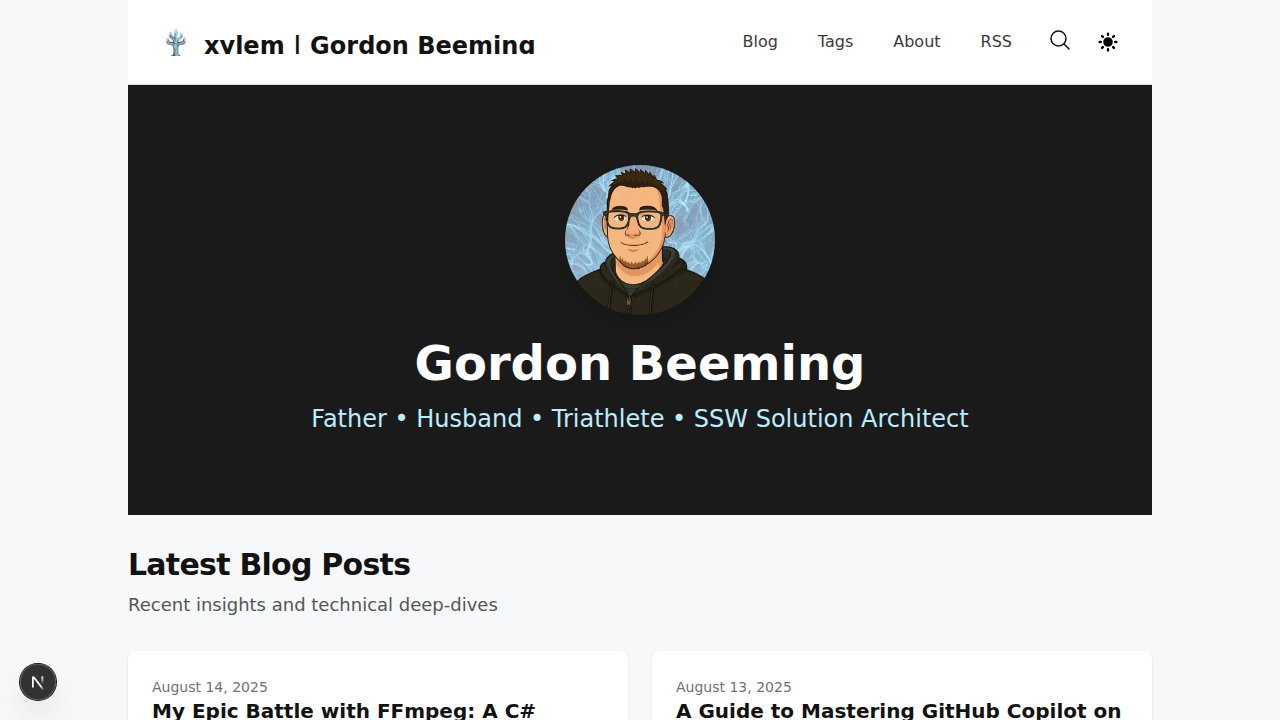 xvlem | Gordon Beeming
Blog
Tags
About
RSS
Gordon Beeming
Father • Husband • Triathlete • SSW Solution Architect
Latest Blog Posts
Recent insights and technical deep-dives
August 14, 2025
My Epic Battle with FFmpeg: A C#
August 13, 2025
A Guide to Mastering GitHub Copilot on
N